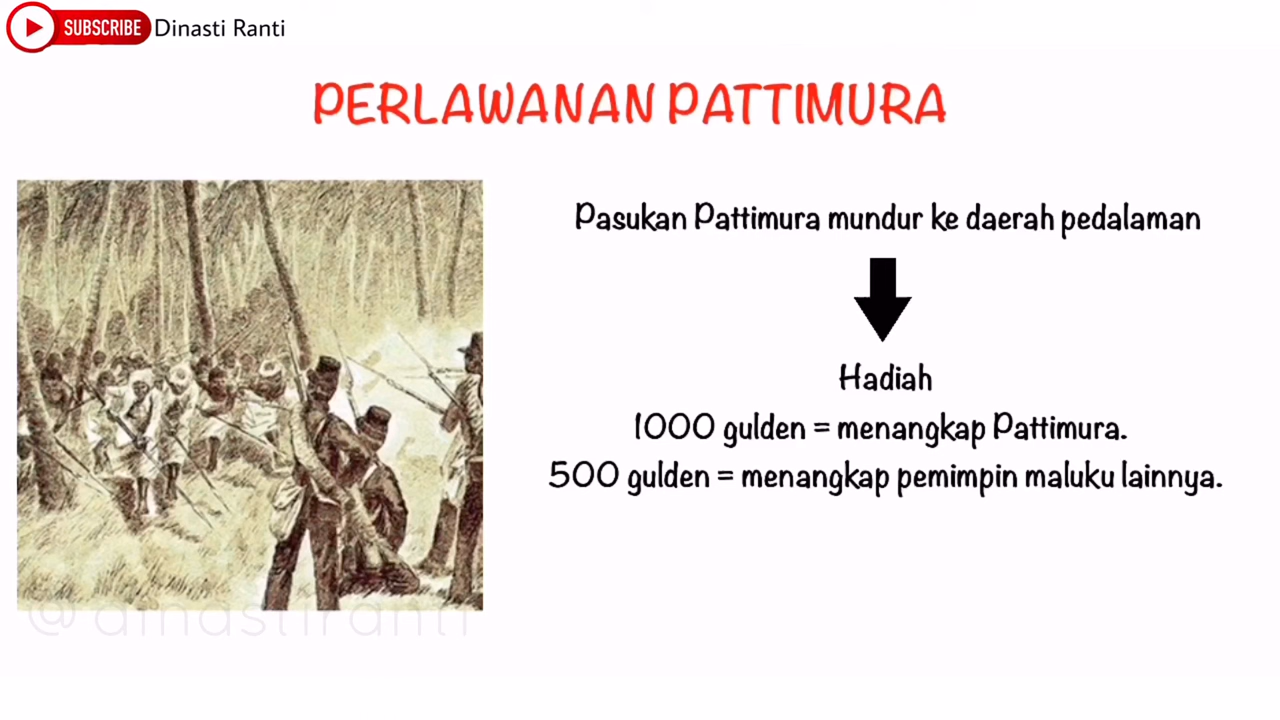 SUBSCRIBE Dinasti Ranti
PERLAWANAN PATTIMURA
Pasukan Pattimura mundur ke daerah pedalaman
Hadiah
1000 gulden = menangkap Pattimura.
500 gulden = menangkap pemimpin maluku lainnya.
@dinastiranti